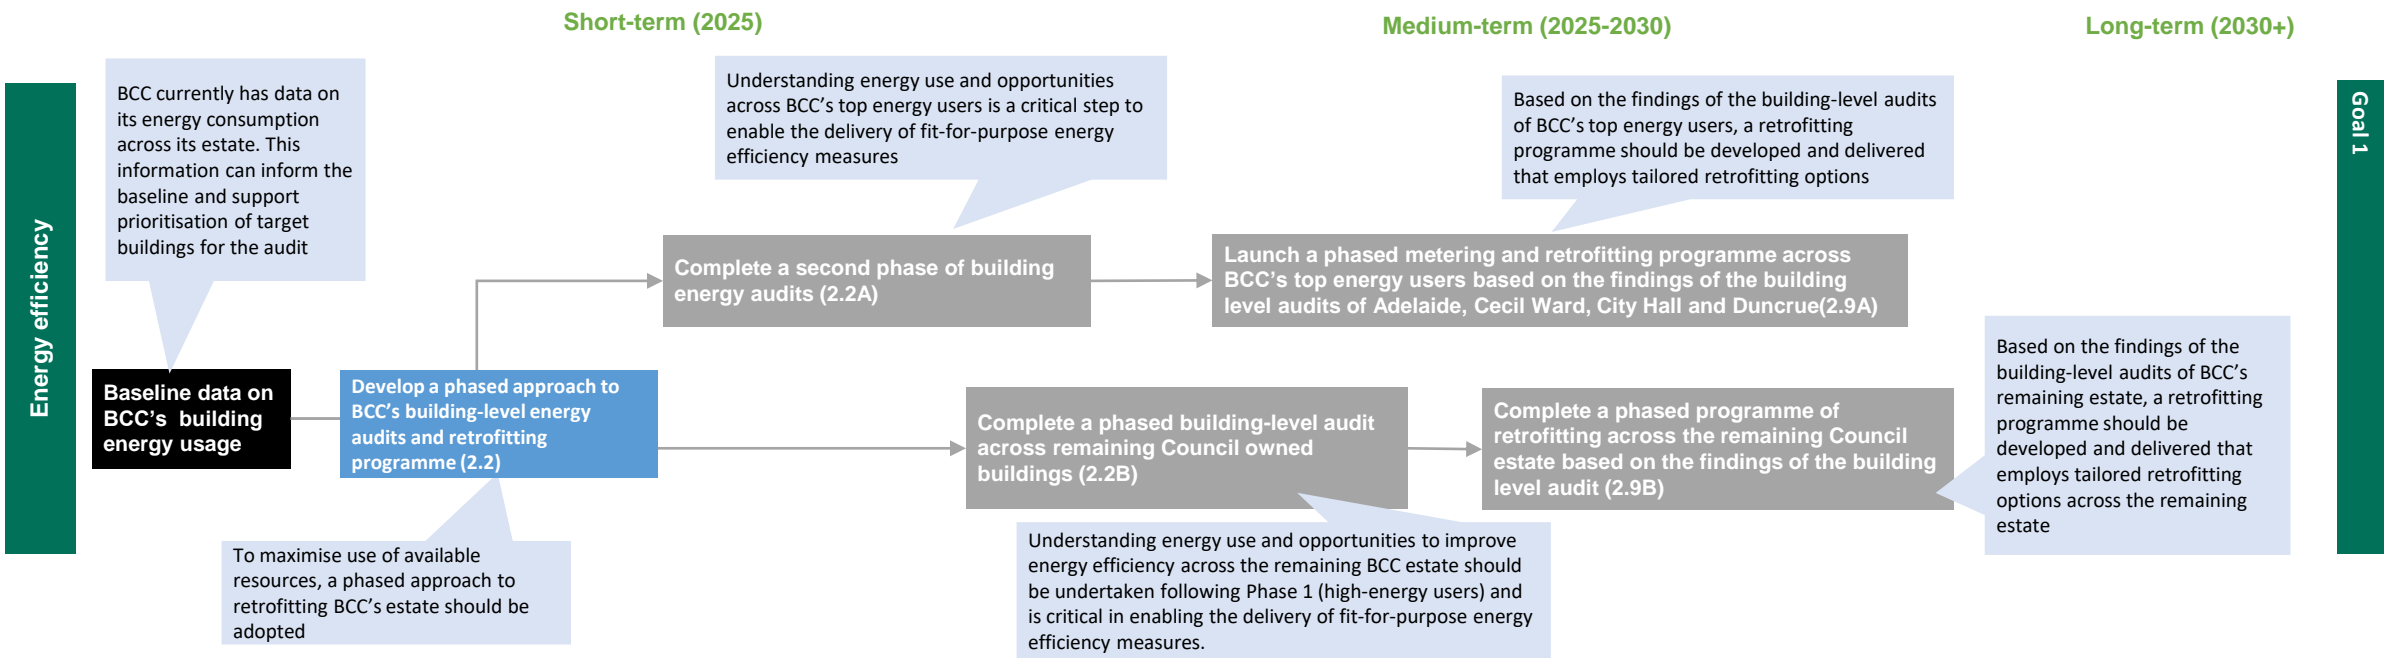 Short-term (2025)
Medium-term (2025-2030)
Long-term (2030+)
Energy efficiency
BCC currently has data on
its energy consumption
across its estate. This
information can inform the
baseline and support
prioritisation of target
buildings for the audit
Understanding energy use and opportunities
across BCC's top energy users is a critical step to
enable the delivery of fit-for-purpose energy
efficiency measures
Based on the findings of the building-level audits
of BCC's top energy users, a retrofitting
programme should be developed and delivered
that employs tailored retrofitting options
Goal 1
Complete a second phase of building
energy audits (2.2A)
Launch a phased metering and retrofitting programme across
BCC's top energy users based on the findings of the building
level audits of Adelaide, Cecil Ward, City Hall and Duncrue(2.9A)
Baseline data on
BCC's  building
energy usage
Develop a phased approach to
BCC's building-level energy
audits and retrofitting
programme (2.2)
Complete a phased building-level audit
across remaining Council owned
buildings (2.2B)
Complete a phased programme of
retrofitting across the remaining Council
estate based on the findings of the building
level audit (2.9B)
Based on the findings of the
building-level audits of BCC's
remaining estate, a retrofitting
programme should be
developed and delivered that
employs tailored retrofitting
options across the remaining
estate
To maximise use of available
resources, a phased approach to
retrofitting BCC's estate should be
adopted
Understanding energy use and opportunities to improve
energy efficiency across the remaining BCC estate should
be undertaken following Phase 1 (high-energy users) and
is critical in enabling the delivery of fit-for-purpose energy
efficiency measures.